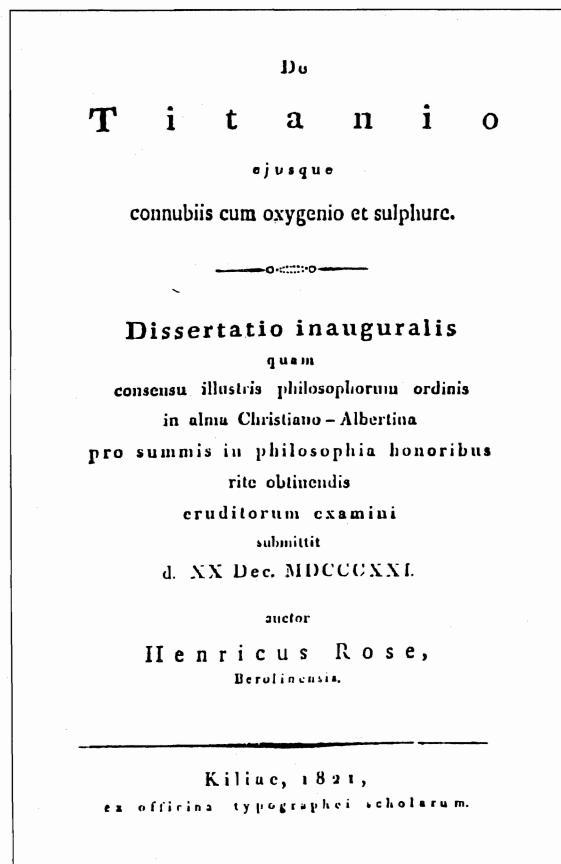 De
Titanio
ejusque
connubiis cum oxygenio et sulphure.
Dissertatio inauguralis
quam
consensu illustris philosophorum ordinis
in alma Christiano – Albertina
pro summis in philosophia honoribus
rite obtinendis
eruditorum examini
submittit
d. XX Dec. MDCCCXXI.
auctor
Henricus Rose,
Berolinensis.
Kiliae, 1821,
ex officina typographei scholarum.